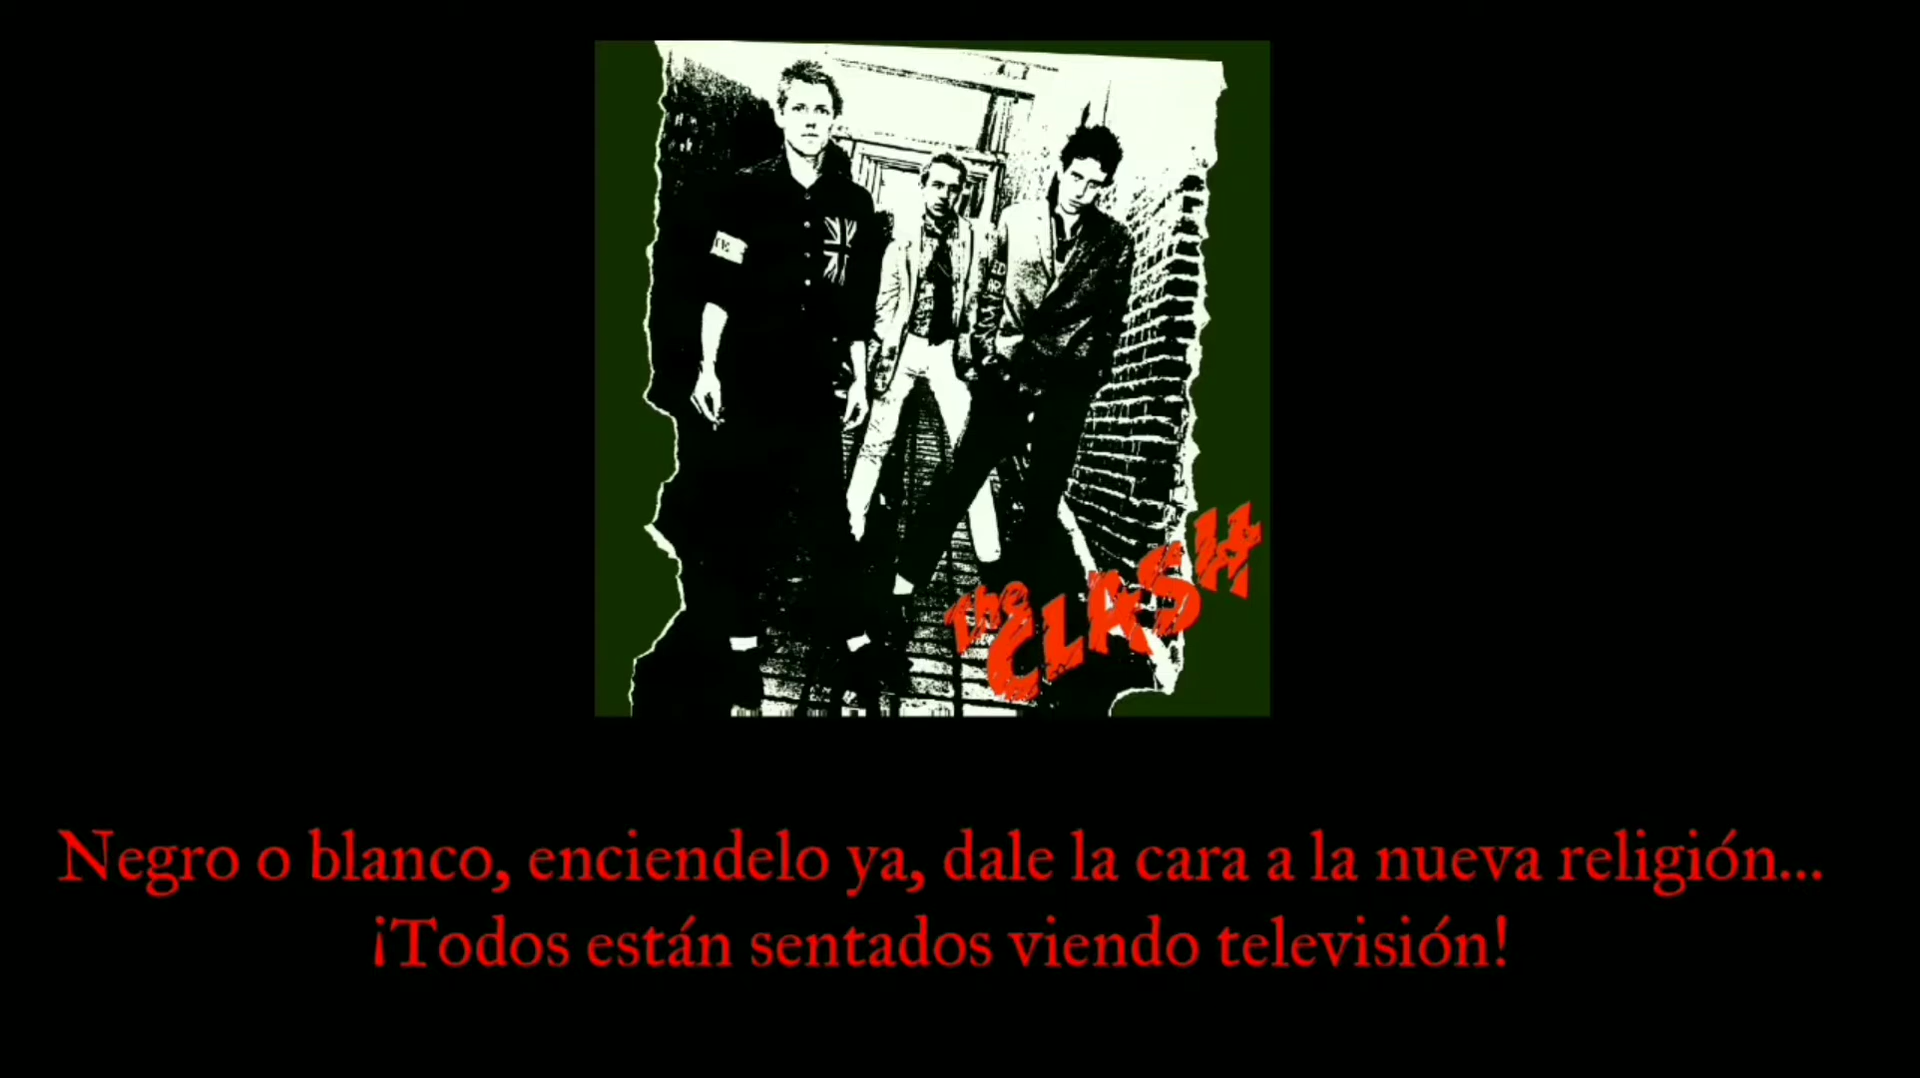 The CLASH
Negro o blanco, enciendelo ya, dale la cara a la nueva religión...
¡Todos están sentados viendo televisión!